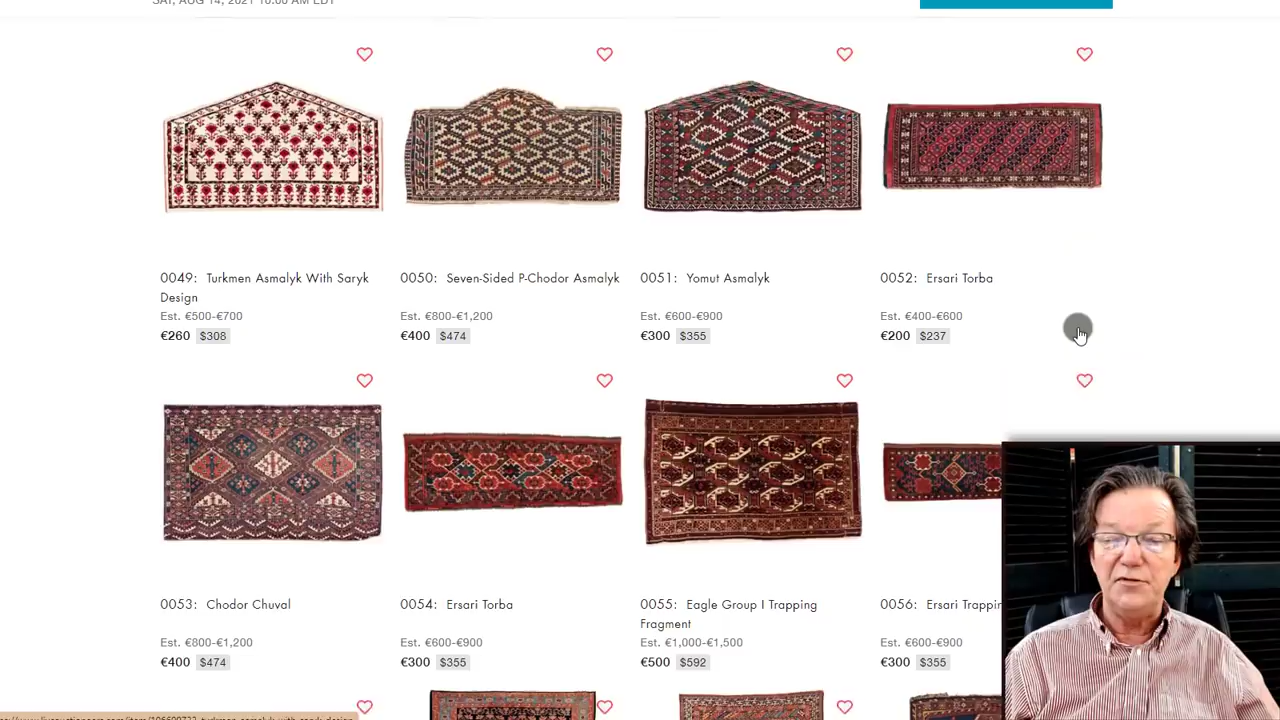 SAT, AUG 14, 2021 10:00 AM EDT
0049: Turkmen Asmalyk With Saryk
Design
Est. €500-€700
€260 $308
0050: Seven-Sided P-Chodor Asmalyk
Est. €800-€1,200
€400 $474
0051: Yomut Asmalyk
Est. €600-€900
€300 $355
0052: Ersari Torba
Est. €400-€600
€200 $237
0053: Chodor Chuval
Est. €800-€1,200
€400 $474
0054: Ersari Torba
Est. €600-€900
€300 $355
0055: Eagle Group I Trapping
Fragment
Est. €1,000-€1,500
€500 $592
0056: Ersari Trappin
Est. €600-€900
€300 $355